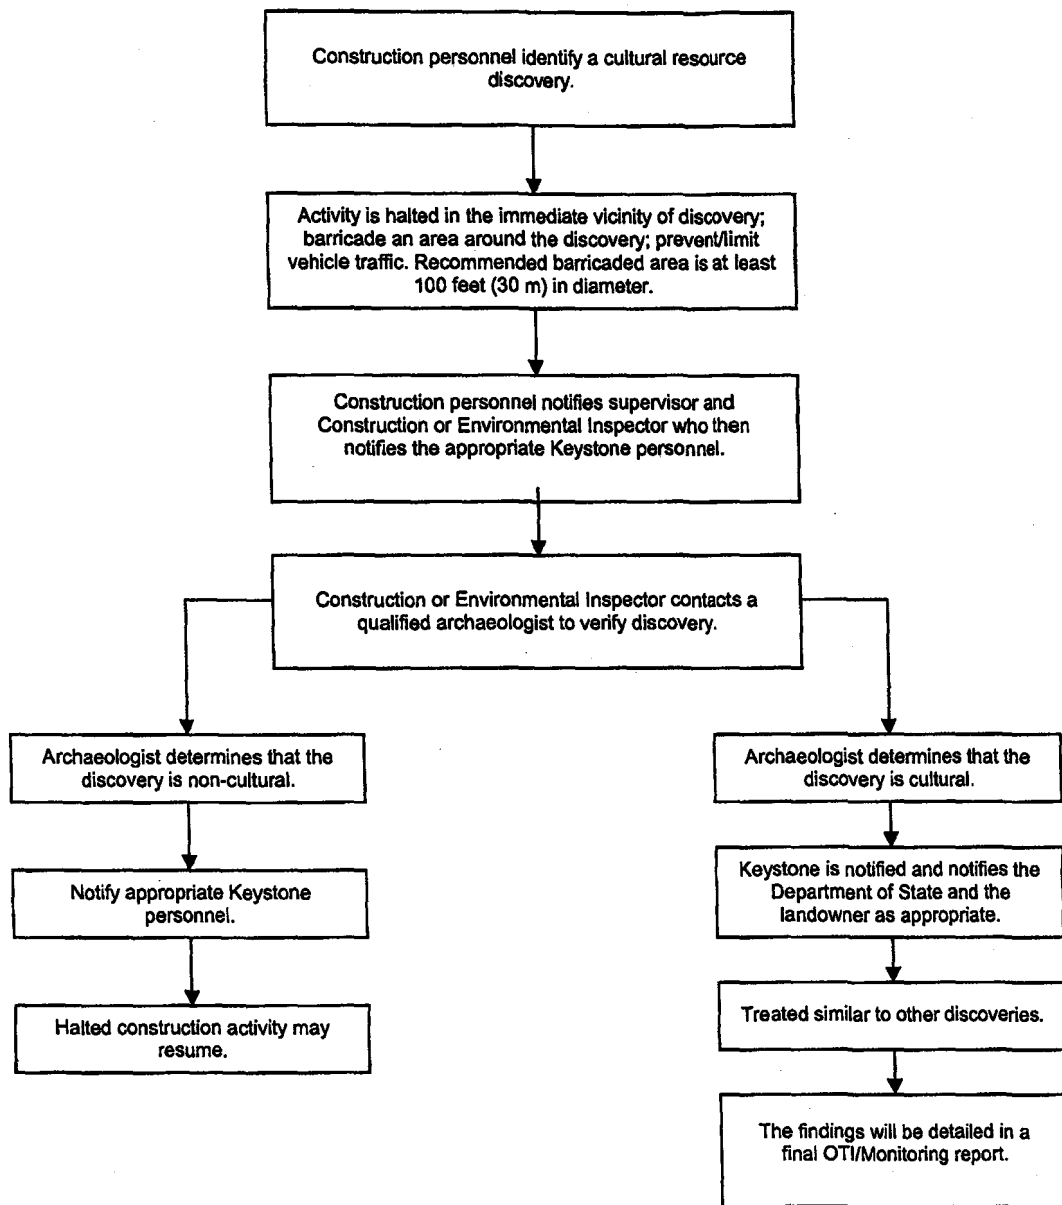 Construction personnel identify a cultural resource
discovery.
Activity is halted in the immediate vicinity of discovery;
barricade an area around the discovery; prevent/limit
vehicle traffic. Recommended barricaded area is at least
100 feet (30 m) in diameter.
Construction personnel notifies supervisor and
Construction or Environmental Inspector who then
notifies the appropriate Keystone personnel.
Construction or Environmental Inspector contacts a
qualified archaeologist to verify discovery.
Archaeologist determines that the
discovery is non-cultural.
Notify appropriate Keystone
personnel.
Halted construction activity may
resume.
Archaeologist determines that the
discovery is cultural.
Keystone is notified and notifies the
Department of State and the
landowner as appropriate.
Treated similar to other discoveries.
The findings will be detailed in a
final OTI/Monitoring report.